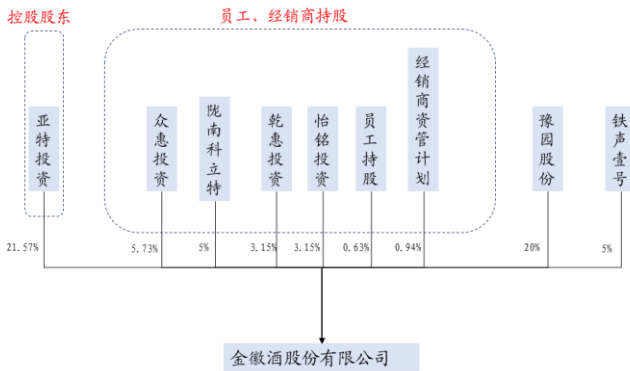 控股股东
员工、经销商持股
亚特投资
众惠投资
陇南科立特
乾惠投资
怡铭投资
员工持股
经销商资管计划
豫园股份
铁声壹号
21.57%
5.73%
5%
3.15%
3.15%
0.63%
0.94%
20%
5%
金徽酒股份有限公司